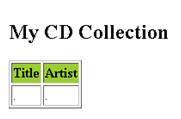 My CD Collection
Title Artist
. .